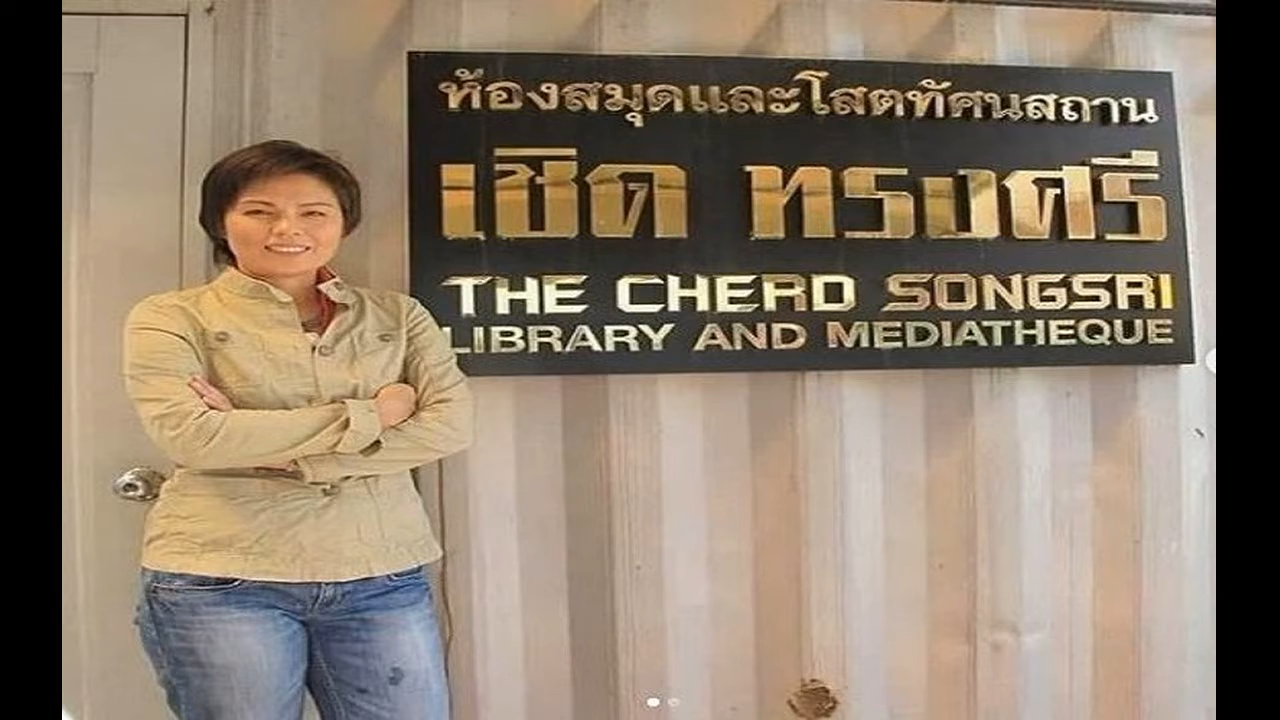 ห้องสมุดและโสตทัศนสถาน
เชิด ทรงศรี
THE CHERD SONGSRI
LIBRARY AND MEDIATHEQUE